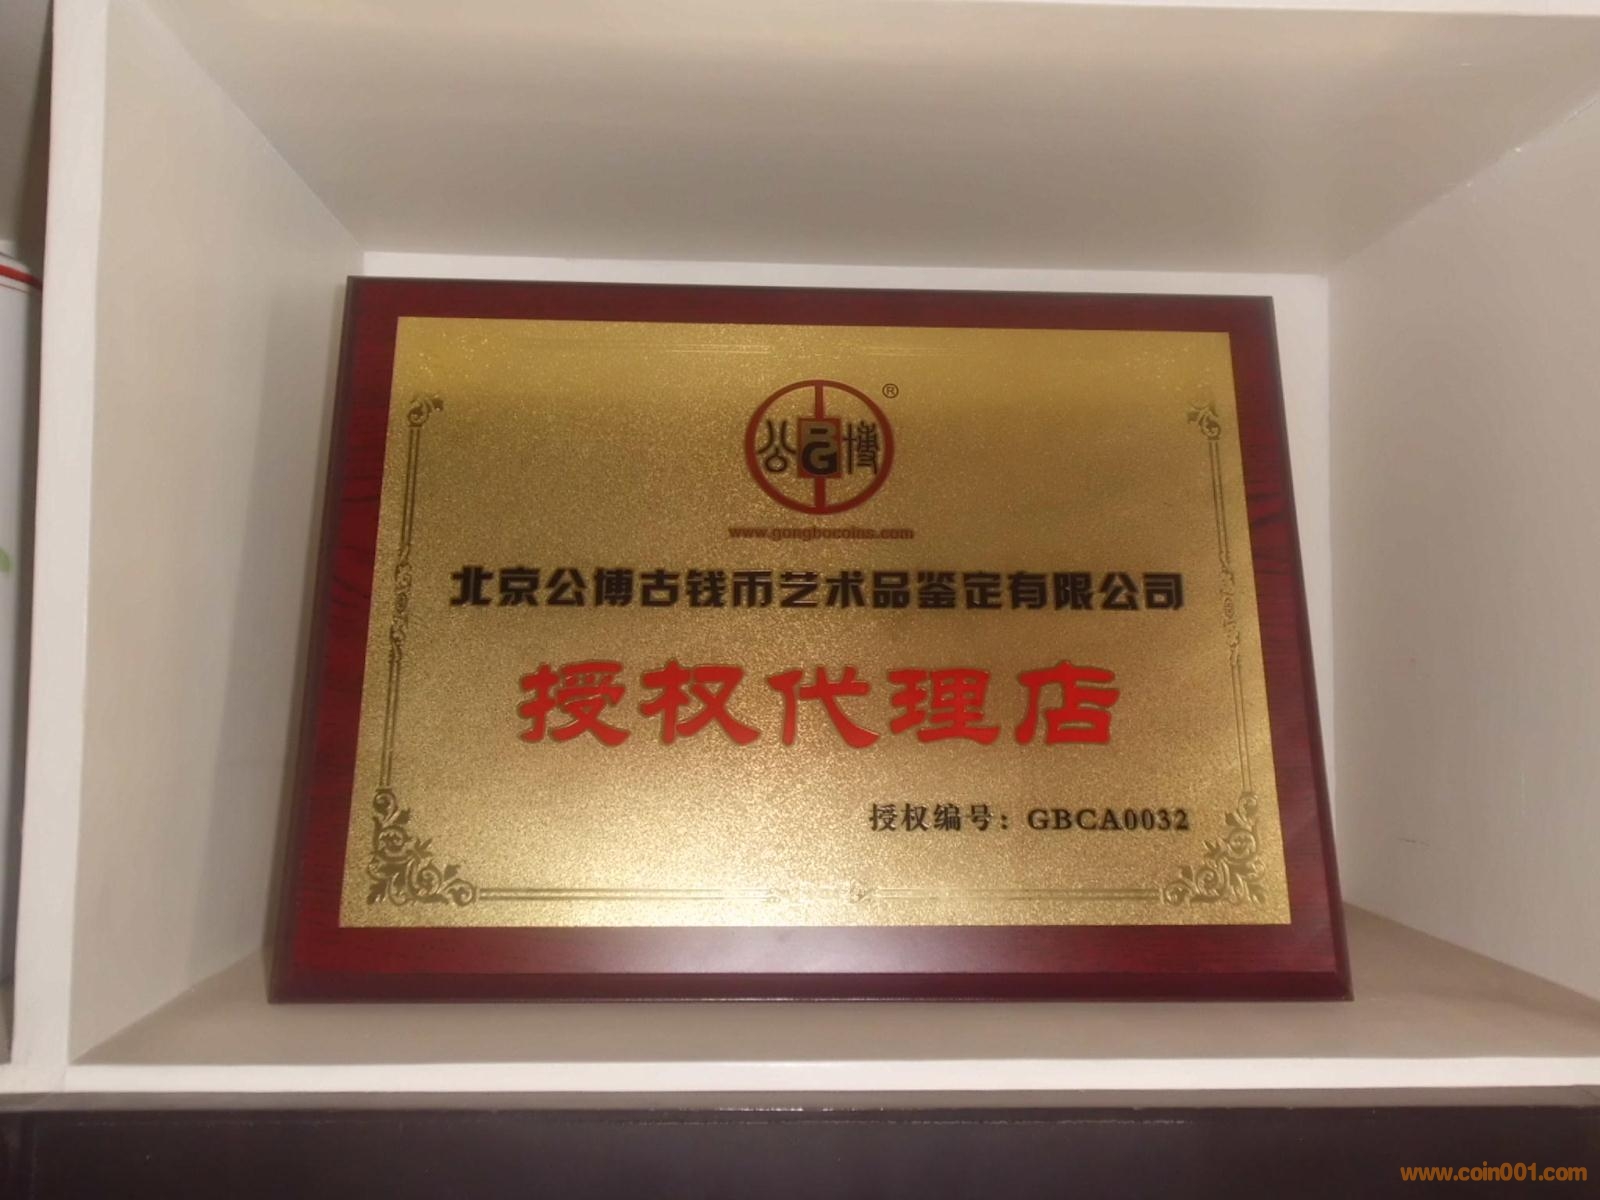 公 BG 博 ®
www.gongbocoins.com
北京公博古钱币艺术品鉴定有限公司
授权代理店
授权编号：GBCA0032
www.coin001.com